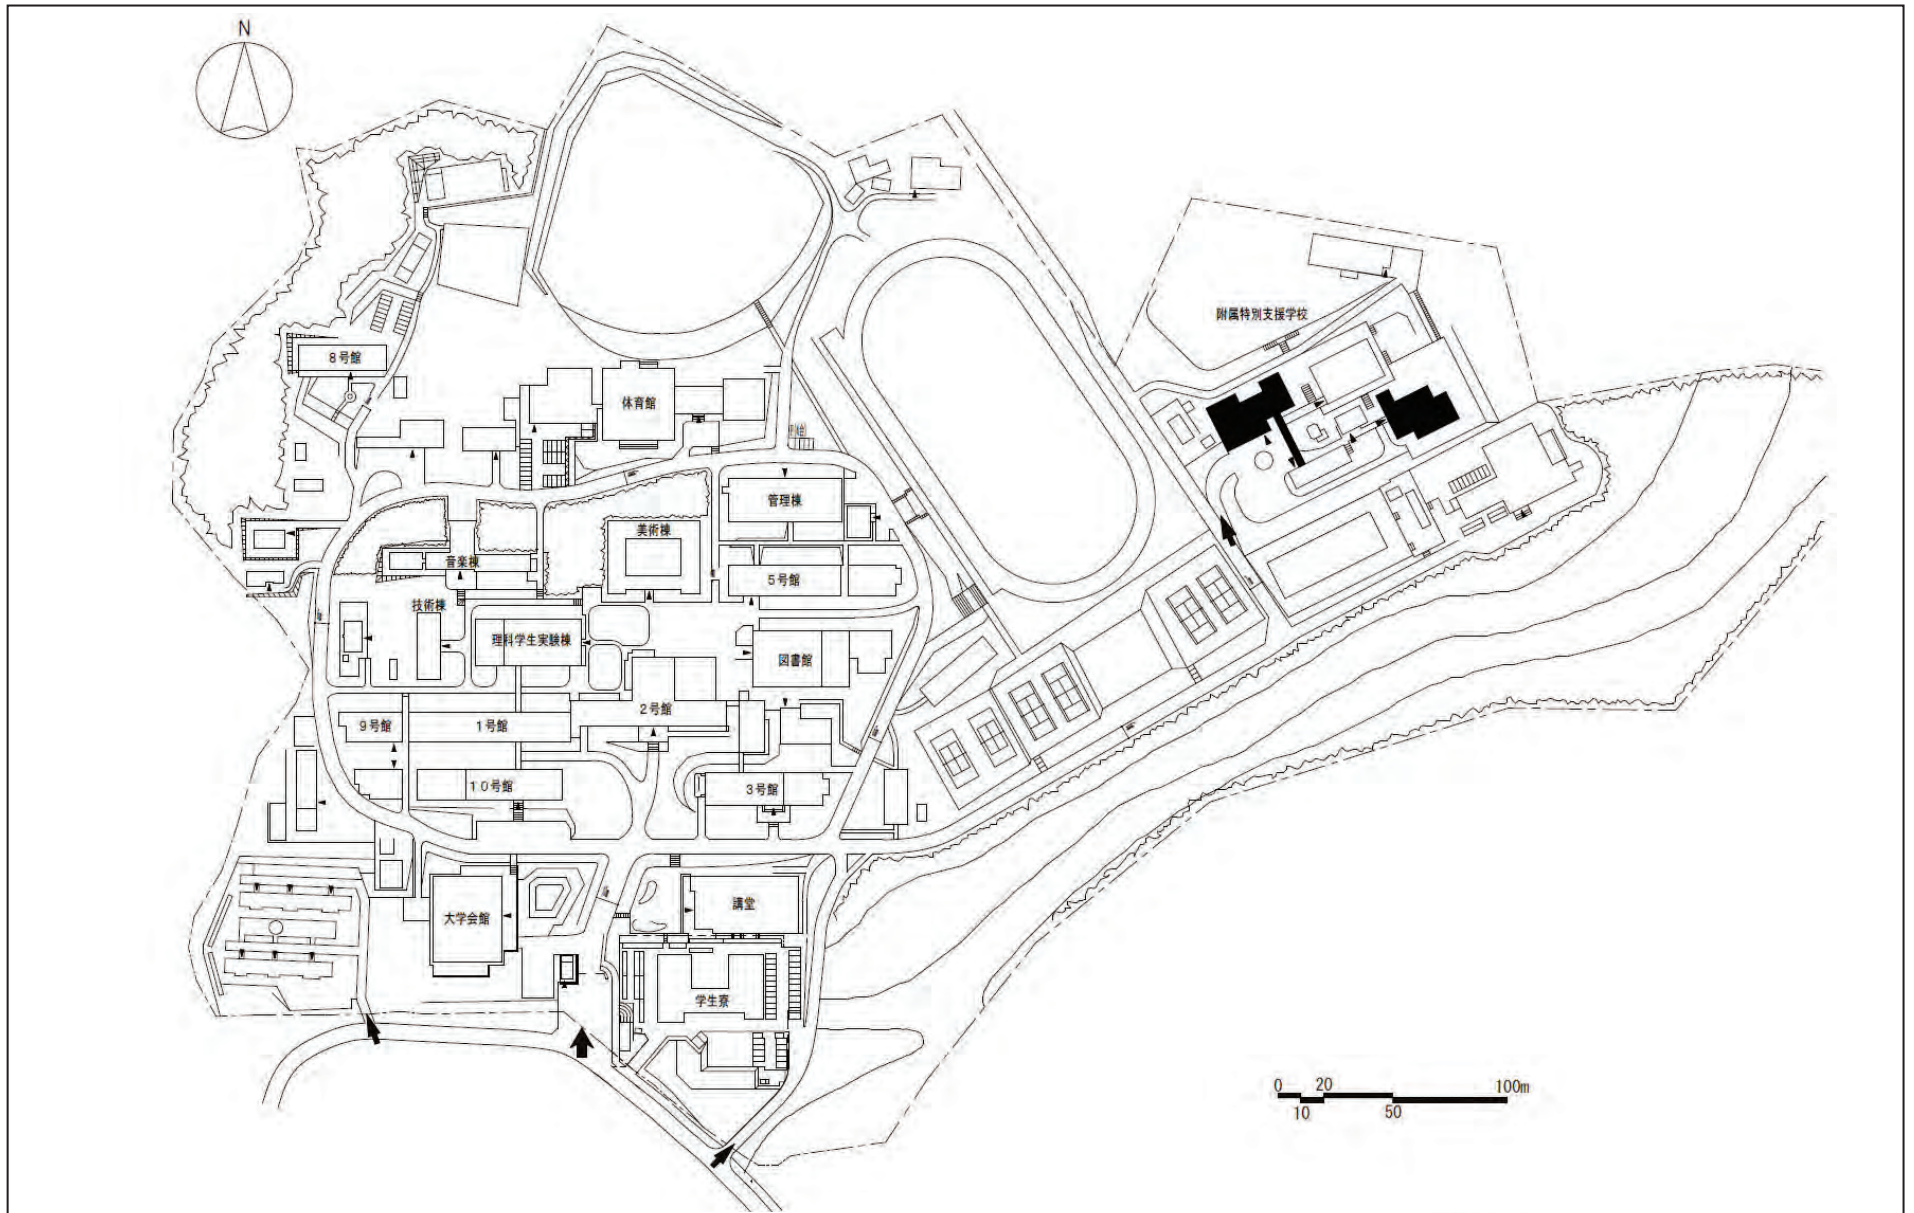 N
附属特別支援学校
8号館
体育館
管理棟
美術棟
音楽棟
5号館
技術棟
理科学生実験棟
図書館
2号館
9号館
1号館
10号館
3号館
大学会館
講堂
学生寮
0 20 100m
10 50